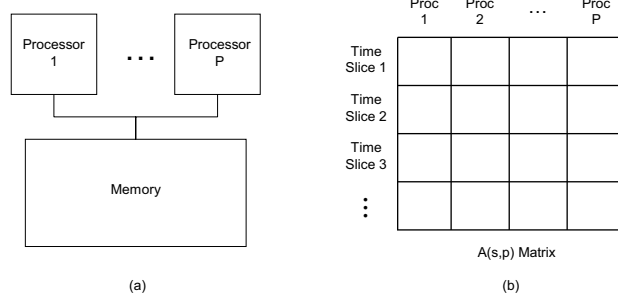 Processor
1
. . .
Processor
P
Memory
(a)
Proc
1
Proc
2
...
Proc
P
Time
Slice 1
Time
Slice 2
Time
Slice 3
A(s,p) Matrix
(b)